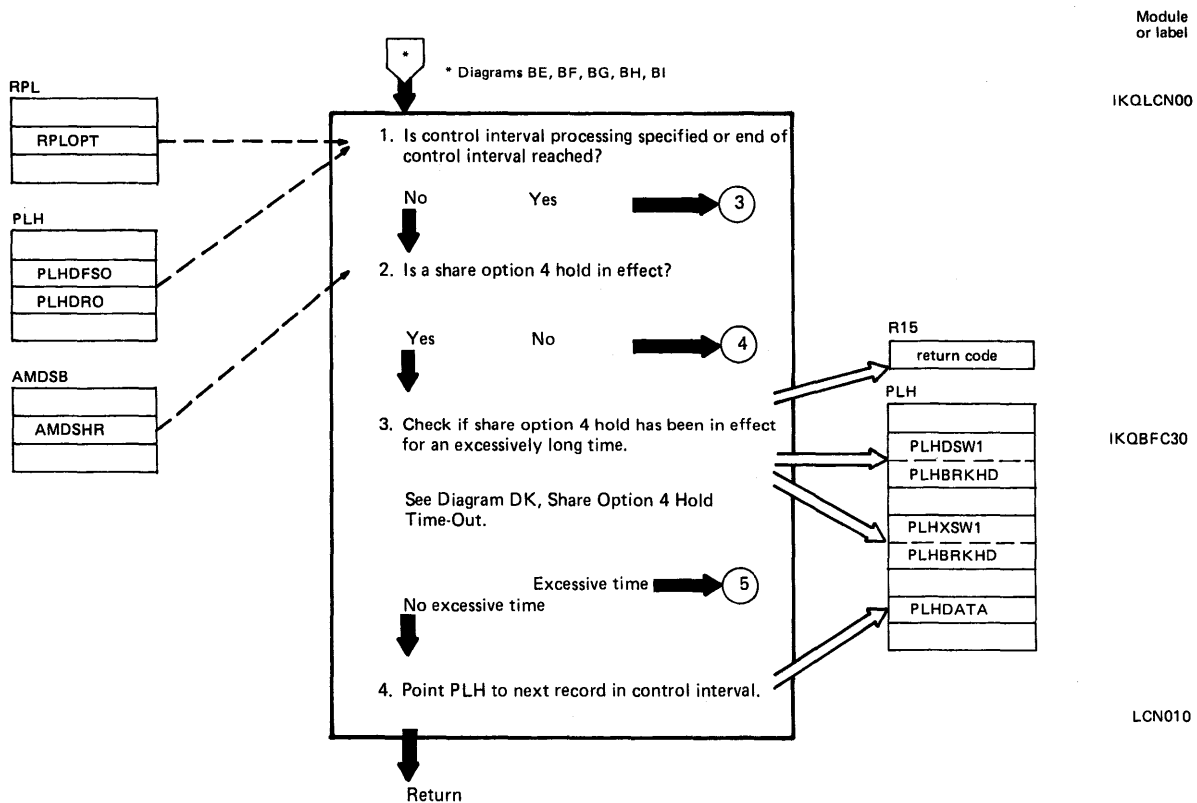 Module
or label
*
* Diagrams BE, BF, BG, BH, BI
RPL
RPLOPT
IKQLCN00
1. Is control interval processing specified or end of
control interval reached?
No Yes 3
PLH
PLHDFSO
PLHDRO
2. Is a share option 4 hold in effect?
Yes No 4
R15
return code
AMDSB
AMDSHR
PLH
3. Check if share option 4 hold has been in effect
for an excessively long time.
IKQBFC30
PLHDSW1
PLHBRKHD
See Diagram DK, Share Option 4 Hold
Time-Out.
PLHXSW1
PLHBRKHD
Excessive time 5
No excessive time
PLHDATA
4. Point PLH to next record in control interval.
LCN010
Return